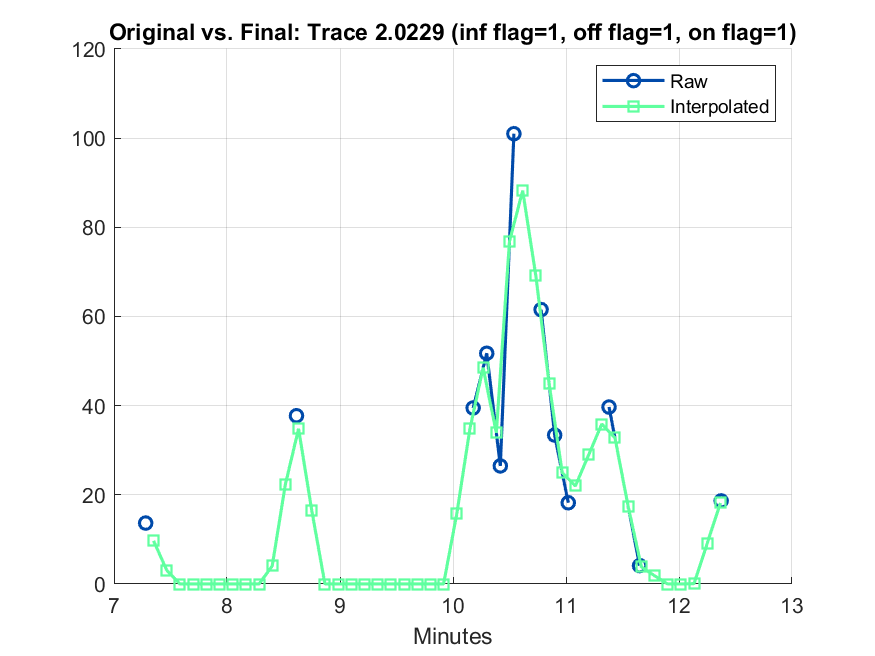 Original vs. Final: Trace 2.0229 (inf flag=1, off flag=1, on flag=1)
120
100
80
60
40
20
0
Raw
Interpolated
7 8 9 10 11 12 13
Minutes